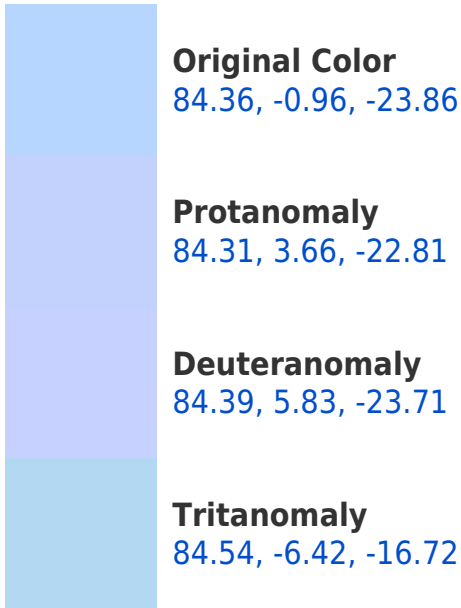 Original Color
84.36, -0.96, -23.86
Protanomaly
84.31, 3.66, -22.81
Deuteranomaly
84.39, 5.83, -23.71
Tritanomaly
84.54, -6.42, -16.72